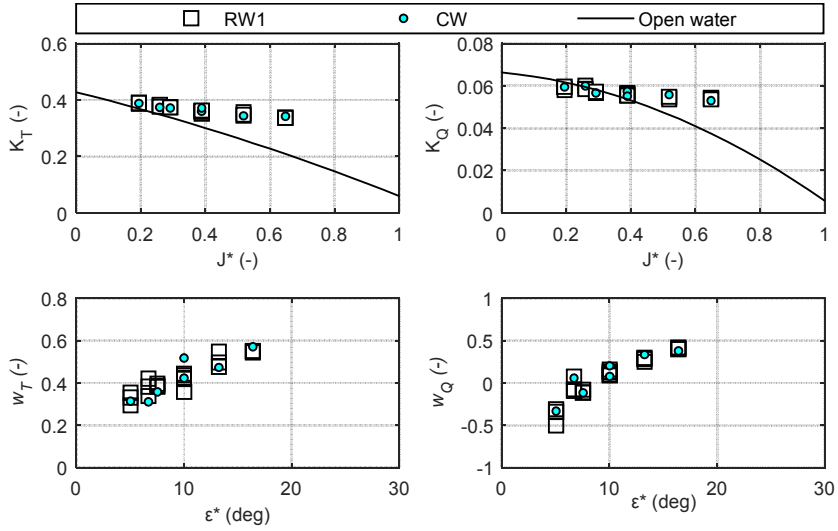 RW1 CW Open water
0.6
0.4
0.2
0
K_T (-)
0 0.2 0.4 0.6 0.8 1
J* (-)
0.08
0.06
0.04
0.02
0
K_Q (-)
0 0.2 0.4 0.6 0.8 1
J* (-)
0.8
0.6
0.4
0.2
0
w_T (-)
0 10 20 30
ε* (deg)
1
0.5
0
-0.5
-1
w_Q (-)
0 10 20 30
ε* (deg)